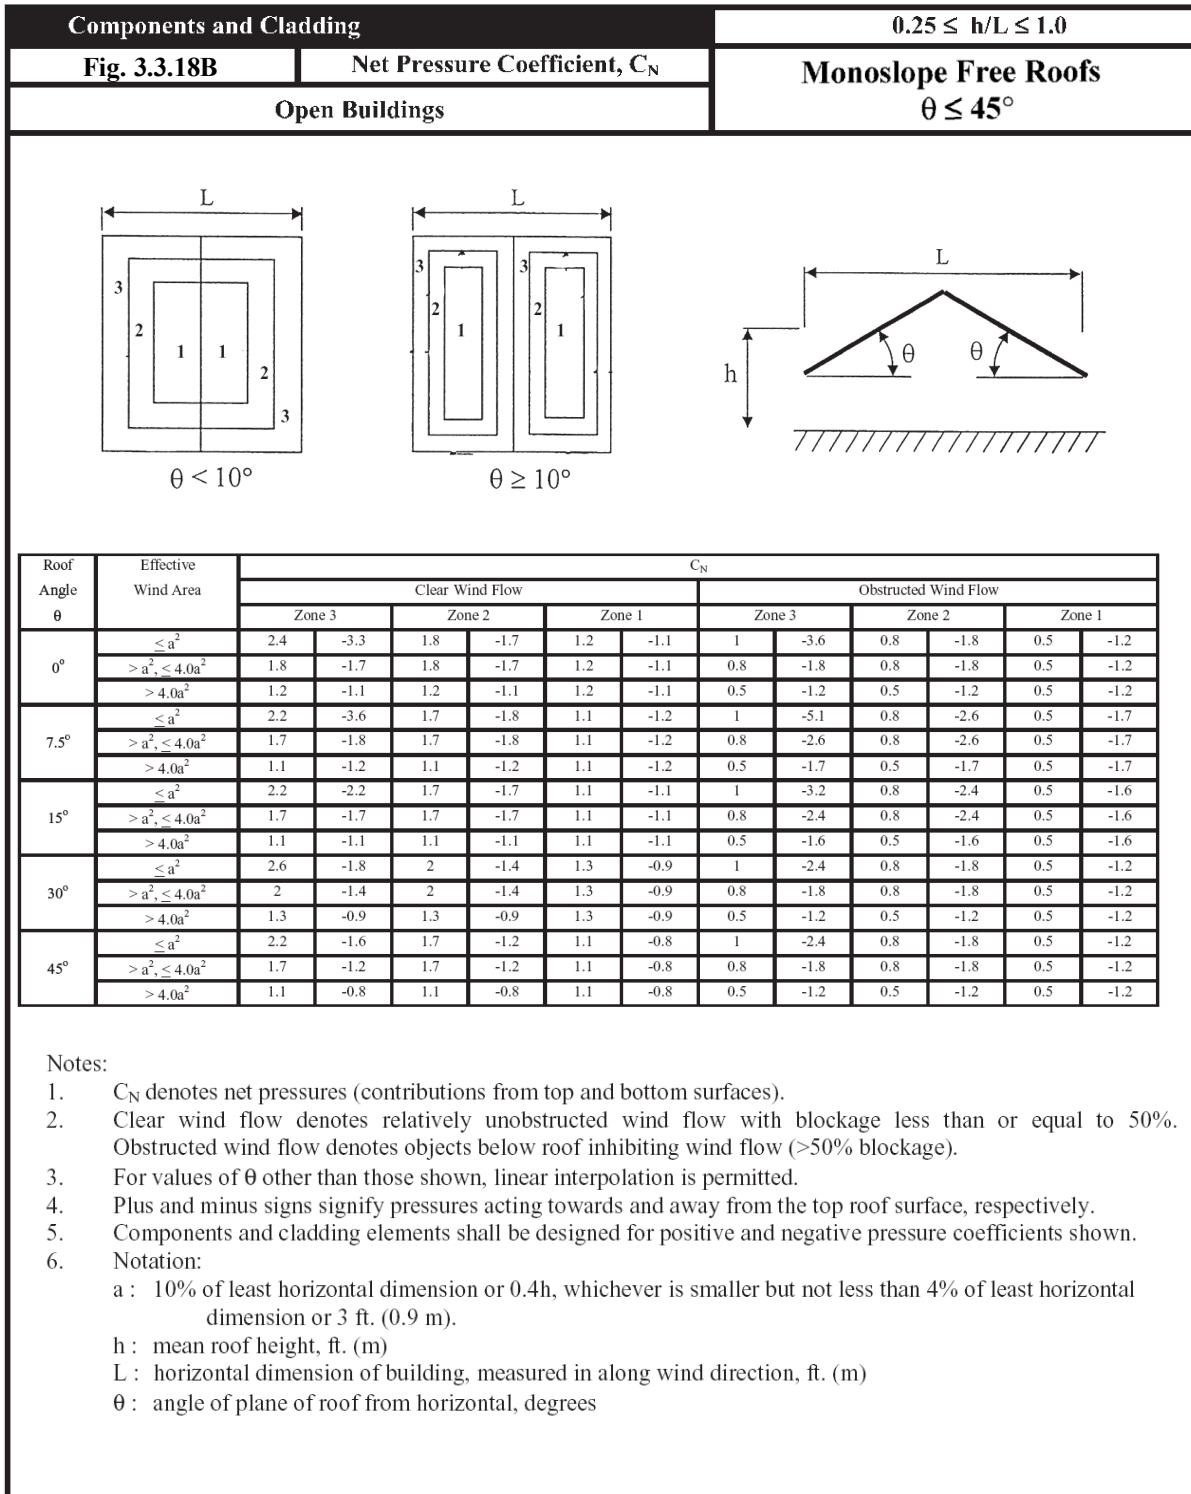 Components and Cladding
0.25 ≤ h/L ≤ 1.0
Fig. 3.3.18B
Net Pressure Coefficient, C_N
Monoslope Free Roofs
θ ≤ 45°
Open Buildings
L
L
L
3
2
1
1
2
3
3
2
1
3
2
1
h
θ
θ
θ < 10°
θ ≥ 10°
Roof Effective C_N
Angle Wind Area Clear Wind Flow Obstructed Wind Flow
θ Zone 3 Zone 2 Zone 1 Zone 3 Zone 2 Zone 1
≤ a² 2.4 -3.3 1.8 -1.7 1.2 -1.1 1 -3.6 0.8 -1.8 0.5 -1.2
0° > a², ≤ 4.0a² 1.8 -1.7 1.8 -1.7 1.2 -1.1 0.8 -1.8 0.8 -1.8 0.5 -1.2
> 4.0a² 1.2 -1.1 1.2 -1.1 1.2 -1.1 0.5 -1.2 0.5 -1.2 0.5 -1.2
≤ a² 2.2 -3.6 1.7 -1.8 1.1 -1.2 1 -5.1 0.8 -2.6 0.5 -1.7
7.5° > a², ≤ 4.0a² 1.7 -1.8 1.7 -1.8 1.1 -1.2 0.8 -2.6 0.8 -2.6 0.5 -1.7
> 4.0a² 1.1 -1.2 1.1 -1.2 1.1 -1.2 0.5 -1.7 0.5 -1.7 0.5 -1.7
≤ a² 2.2 -2.2 1.7 -1.7 1.1 -1.1 1 -3.2 0.8 -2.4 0.5 -1.6
15° > a², ≤ 4.0a² 1.7 -1.7 1.7 -1.7 1.1 -1.1 0.8 -2.4 0.8 -2.4 0.5 -1.6
> 4.0a² 1.1 -1.1 1.1 -1.1 1.1 -1.1 0.5 -1.6 0.5 -1.6 0.5 -1.6
≤ a² 2.6 -1.8 2 -1.4 1.3 -0.9 1 -2.4 0.8 -1.8 0.5 -1.2
30° > a², ≤ 4.0a² 2 -1.4 2 -1.4 1.3 -0.9 0.8 -1.8 0.8 -1.8 0.5 -1.2
> 4.0a² 1.3 -0.9 1.3 -0.9 1.3 -0.9 0.5 -1.2 0.5 -1.2 0.5 -1.2
≤ a² 2.2 -1.6 1.7 -1.2 1.1 -0.8 1 -2.4 0.8 -1.8 0.5 -1.2
45° > a², ≤ 4.0a² 1.7 -1.2 1.7 -1.2 1.1 -0.8 0.8 -1.8 0.8 -1.8 0.5 -1.2
> 4.0a² 1.1 -0.8 1.1 -0.8 1.1 -0.8 0.5 -1.2 0.5 -1.2 0.5 -1.2
Notes:
1. C_N denotes net pressures (contributions from top and bottom surfaces).
2. Clear wind flow denotes relatively unobstructed wind flow with blockage less than or equal to 50%.
Obstructed wind flow denotes objects below roof inhibiting wind flow (>50% blockage).
3. For values of θ other than those shown, linear interpolation is permitted.
4. Plus and minus signs signify pressures acting towards and away from the top roof surface, respectively.
5. Components and cladding elements shall be designed for positive and negative pressure coefficients shown.
6. Notation:
a : 10% of least horizontal dimension or 0.4h, whichever is smaller but not less than 4% of least horizontal
dimension or 3 ft. (0.9 m).
h : mean roof height, ft. (m)
L : horizontal dimension of building, measured in along wind direction, ft. (m)
θ : angle of plane of roof from horizontal, degrees